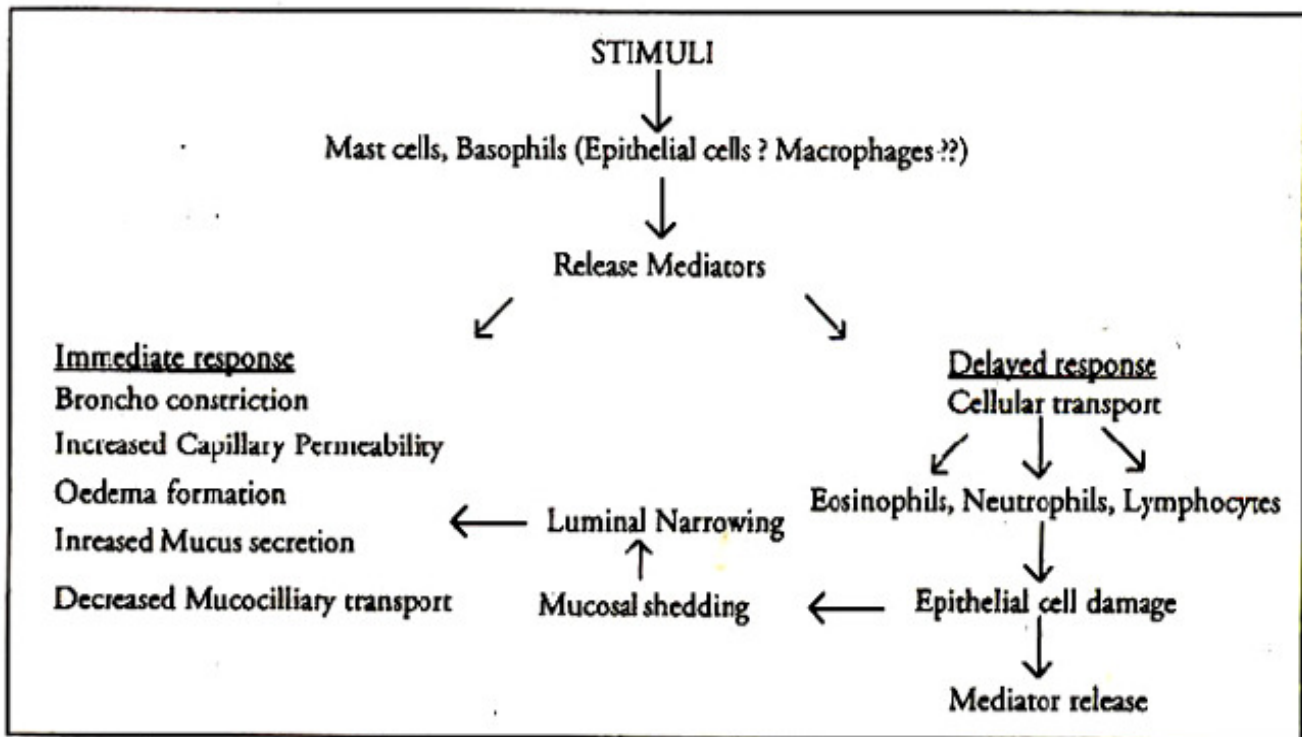 STIMULI
Mast cells, Basophils (Epithelial cells ? Macrophages ??)
Release Mediators
Immediate response
Broncho constriction
Increased Capillary Permeability
Oedema formation
Inreased Mucus secretion
Decreased Mucocilliary transport
Luminal Narrowing
Mucosal shedding
Delayed response
Cellular transport
Eosinophils, Neutrophils, Lymphocytes
Epithelial cell damage
Mediator release